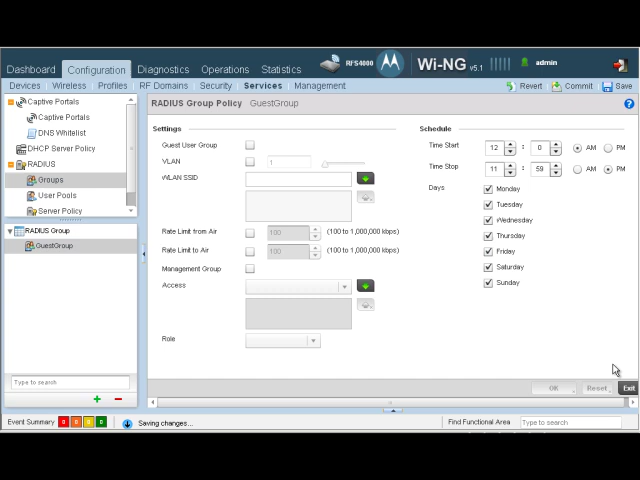 Dashboard Configuration Diagnostics Operations Statistics RFS4000 Wi-NG v5.1 admin
Devices Wireless Profiles RF Domains Security Services Management Revert Commit Save
Captive Portals
Captive Portals
DNS Whitelist
DHCP Server Policy
RADIUS
Groups
User Pools
Server Policy
RADIUS Group
GuestGroup
Type to search
RADIUS Group Policy GuestGroup ?
Settings
Guest User Group
VLAN 1
WLAN SSID
Rate Limit from Air 100 (100 to 1,000,000 kbps)
Rate Limit to Air 100 (100 to 1,000,000 kbps)
Management Group
Access
Role
Schedule
Time Start 12 : 0 AM PM
Time Stop 11 : 59 AM PM
Days Monday
Tuesday
Wednesday
Thursday
Friday
Saturday
Sunday
OK Reset Exit
Event Summary 0 0 0 0 Saving changes... Find Functional Area Type to search